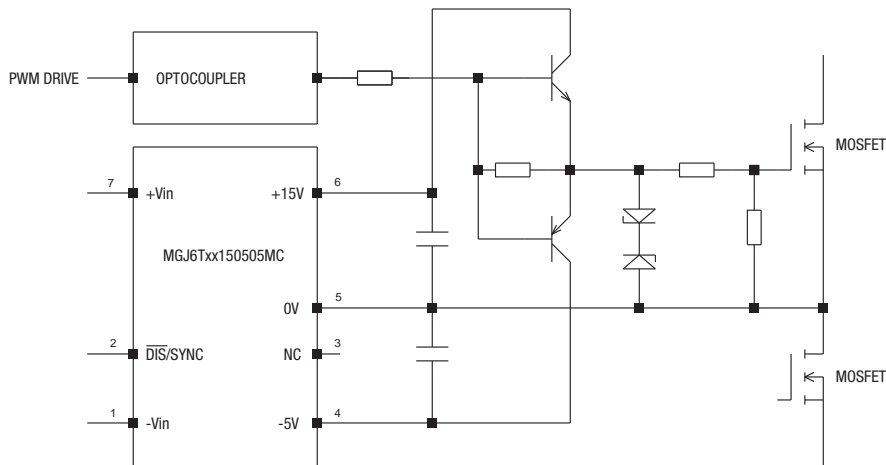 PWM DRIVE
OPTOCOUPLER
MOSFET
7
+Vin
+15V
6
MGJ6Txx150505MC
0V
5
2
DIS/SYNC
NC
3
MOSFET
1
-Vin
-5V
4